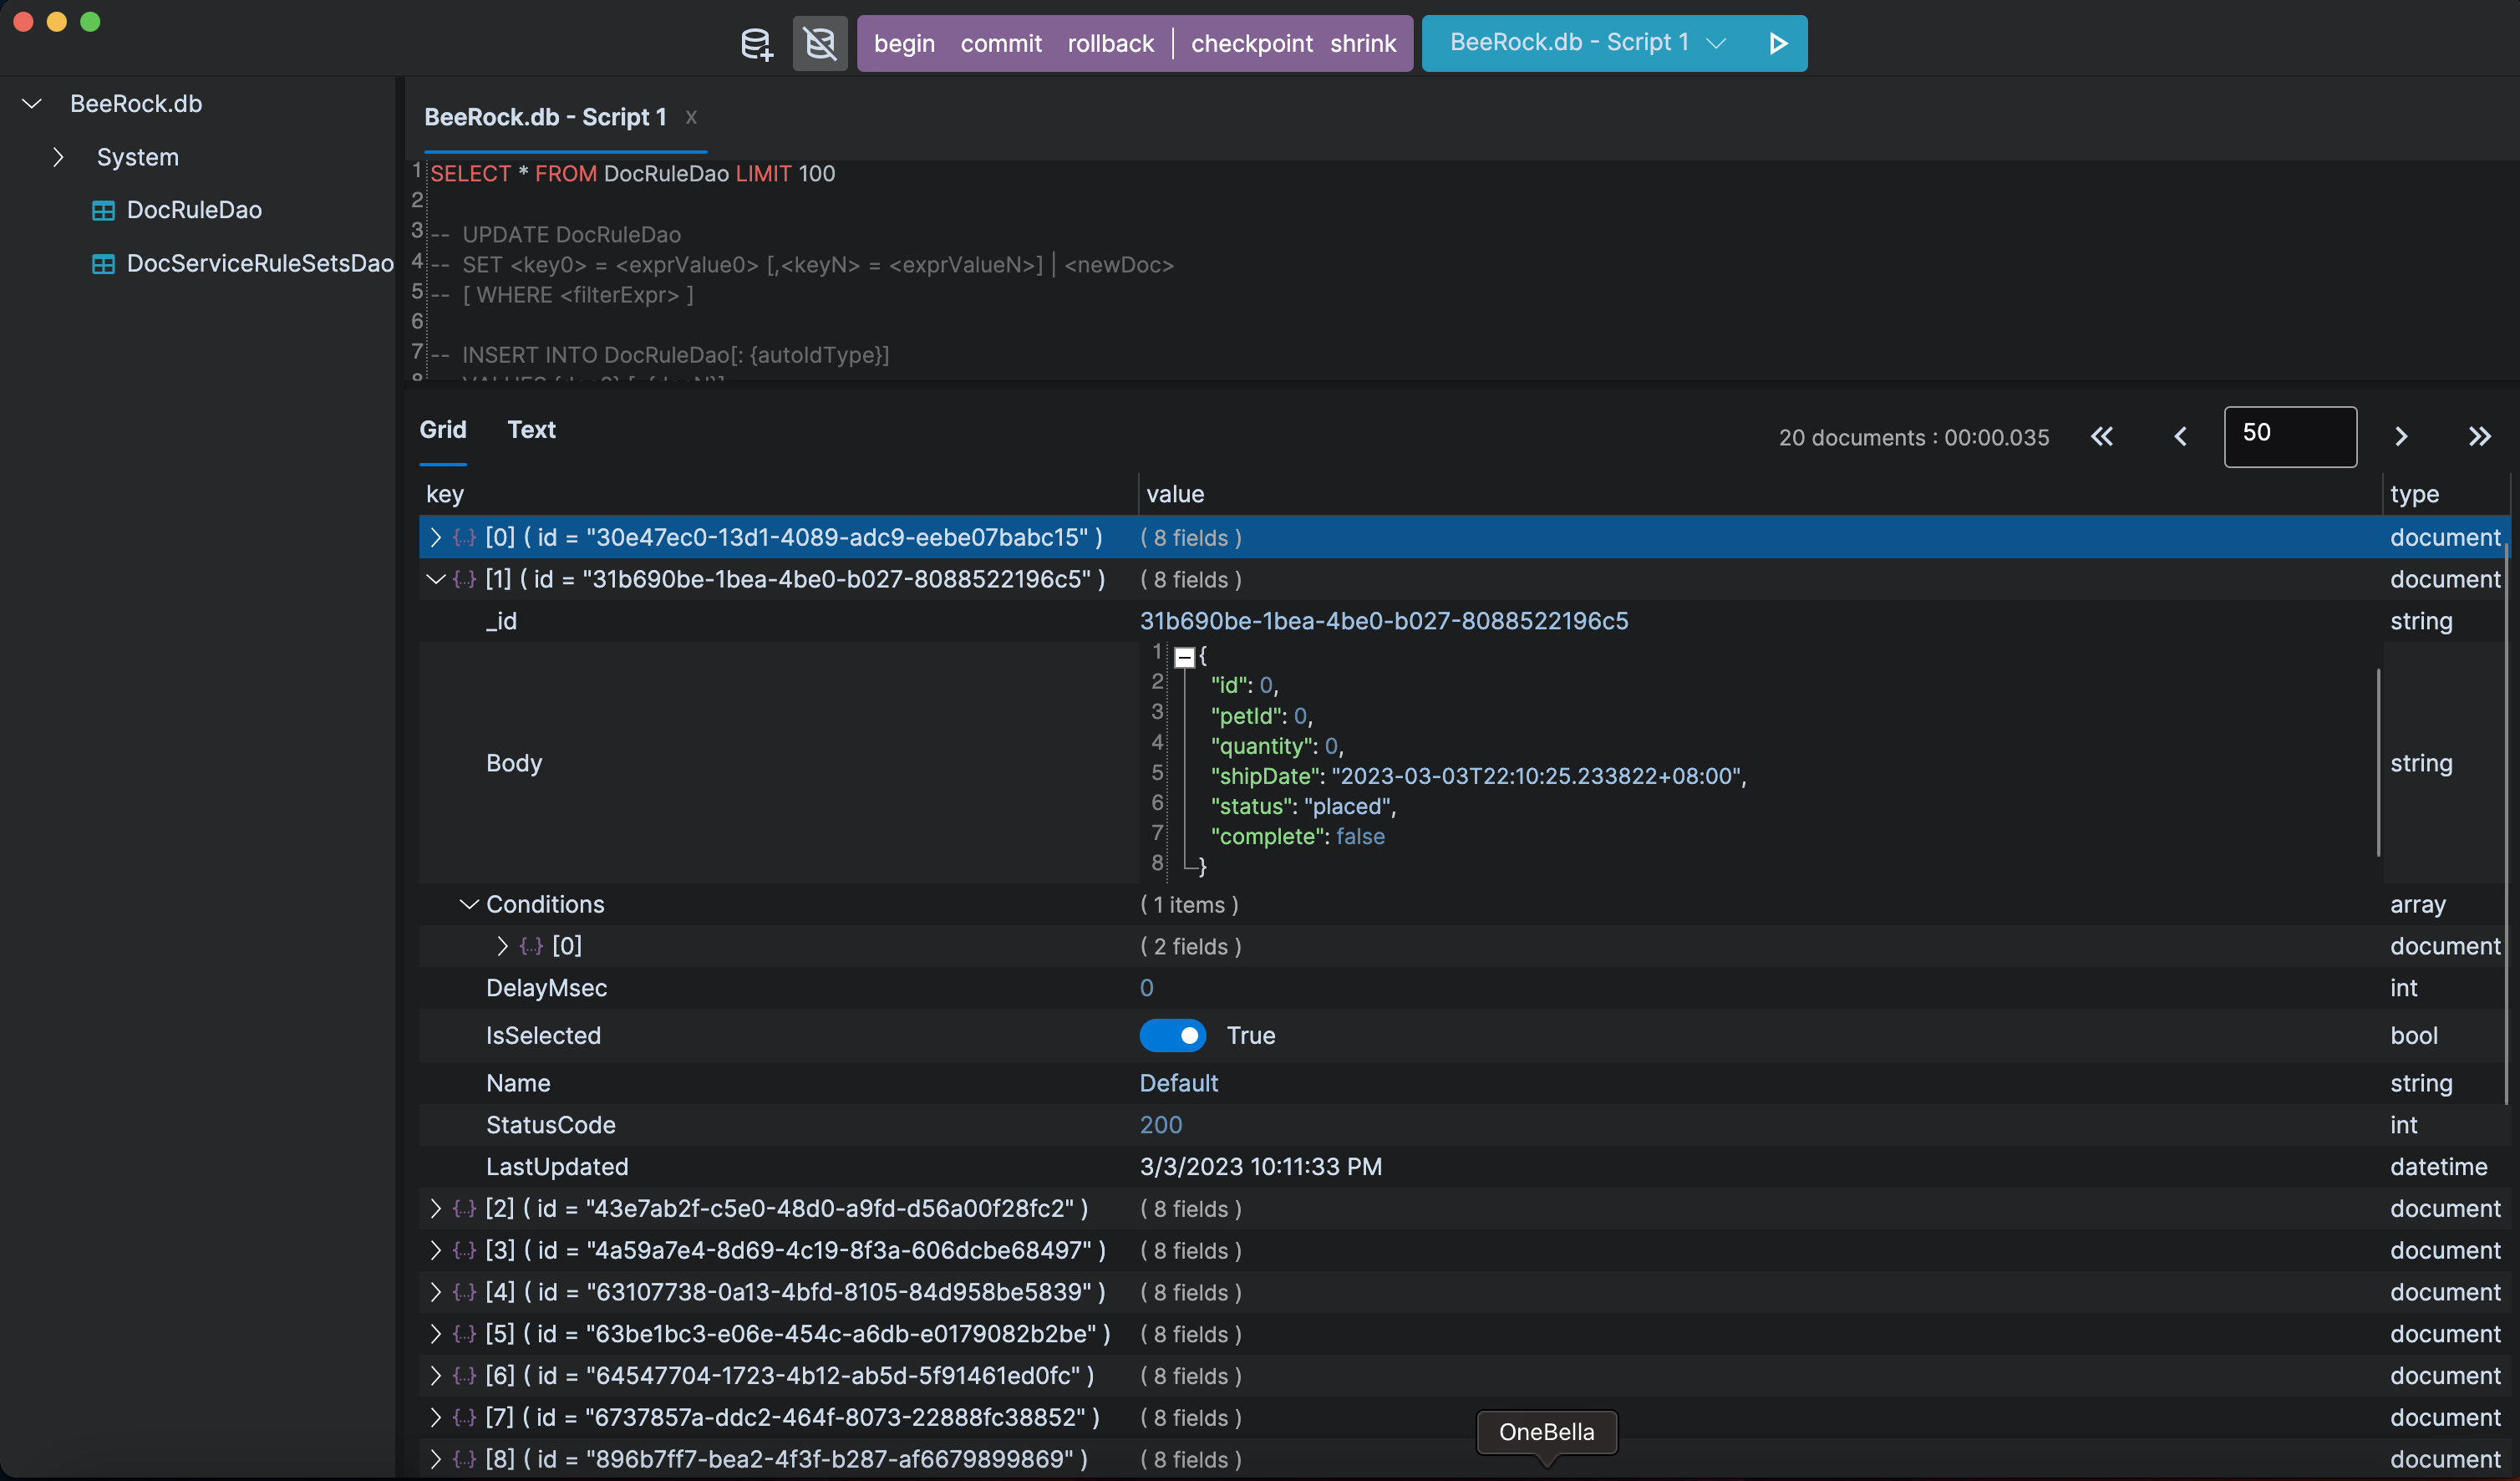 begin commit rollback | checkpoint shrink
BeeRock.db - Script 1
BeeRock.db
System
DocRuleDao
DocServiceRuleSetsDao
BeeRock.db - Script 1 x
1 SELECT * FROM DocRuleDao LIMIT 100
2
3 -- UPDATE DocRuleDao
4 -- SET <key0> = <exprValue0> [,<keyN> = <exprValueN>] | <newDoc>
5 -- [ WHERE <filterExpr> ]
6
7 -- INSERT INTO DocRuleDao[: {autoIdType}]
Grid Text
20 documents : 00:00.035
50
key value type
{...} [0] ( id = "30e47ec0-13d1-4089-adc9-eebe07babc15" ) ( 8 fields ) document
{...} [1] ( id = "31b690be-1bea-4be0-b027-8088522196c5" ) ( 8 fields ) document
_id 31b690be-1bea-4be0-b027-8088522196c5 string
Body string
1 {
2 "id": 0,
3 "petId": 0,
4 "quantity": 0,
5 "shipDate": "2023-03-03T22:10:25.233822+08:00",
6 "status": "placed",
7 "complete": false
8 }
Conditions ( 1 items ) array
{...} [0] ( 2 fields ) document
DelayMsec 0 int
IsSelected True bool
Name Default string
StatusCode 200 int
LastUpdated 3/3/2023 10:11:33 PM datetime
{...} [2] ( id = "43e7ab2f-c5e0-48d0-a9fd-d56a00f28fc2" ) ( 8 fields ) document
{...} [3] ( id = "4a59a7e4-8d69-4c19-8f3a-606dcbe68497" ) ( 8 fields ) document
{...} [4] ( id = "63107738-0a13-4bfd-8105-84d958be5839" ) ( 8 fields ) document
{...} [5] ( id = "63be1bc3-e06e-454c-a6db-e0179082b2be" ) ( 8 fields ) document
{...} [6] ( id = "64547704-1723-4b12-ab5d-5f91461ed0fc" ) ( 8 fields ) document
{...} [7] ( id = "6737857a-ddc2-464f-8073-22888fc38852" ) ( 8 fields ) document
{...} [8] ( id = "896b7ff7-bea2-4f3f-b287-af6679899869" ) ( 8 fields ) document
OneBella